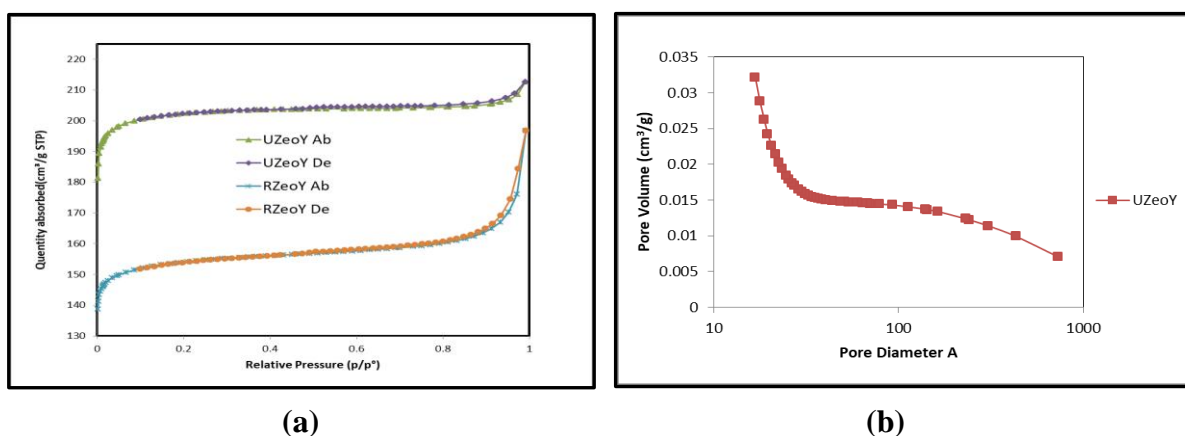 Quentity absorbed(cm³/g STP)
220
210
200
190
180
170
160
150
140
130
0
0.2
0.4
0.6
0.8
1
Relative Pressure (p/p°)
UZeoY Ab
UZeoY De
RZeoY Ab
RZeoY De
(a)
Pore Volume (cm³/g)
0.035
0.03
0.025
0.02
0.015
0.01
0.005
0
10
100
1000
Pore Diameter A
UZeoY
(b)